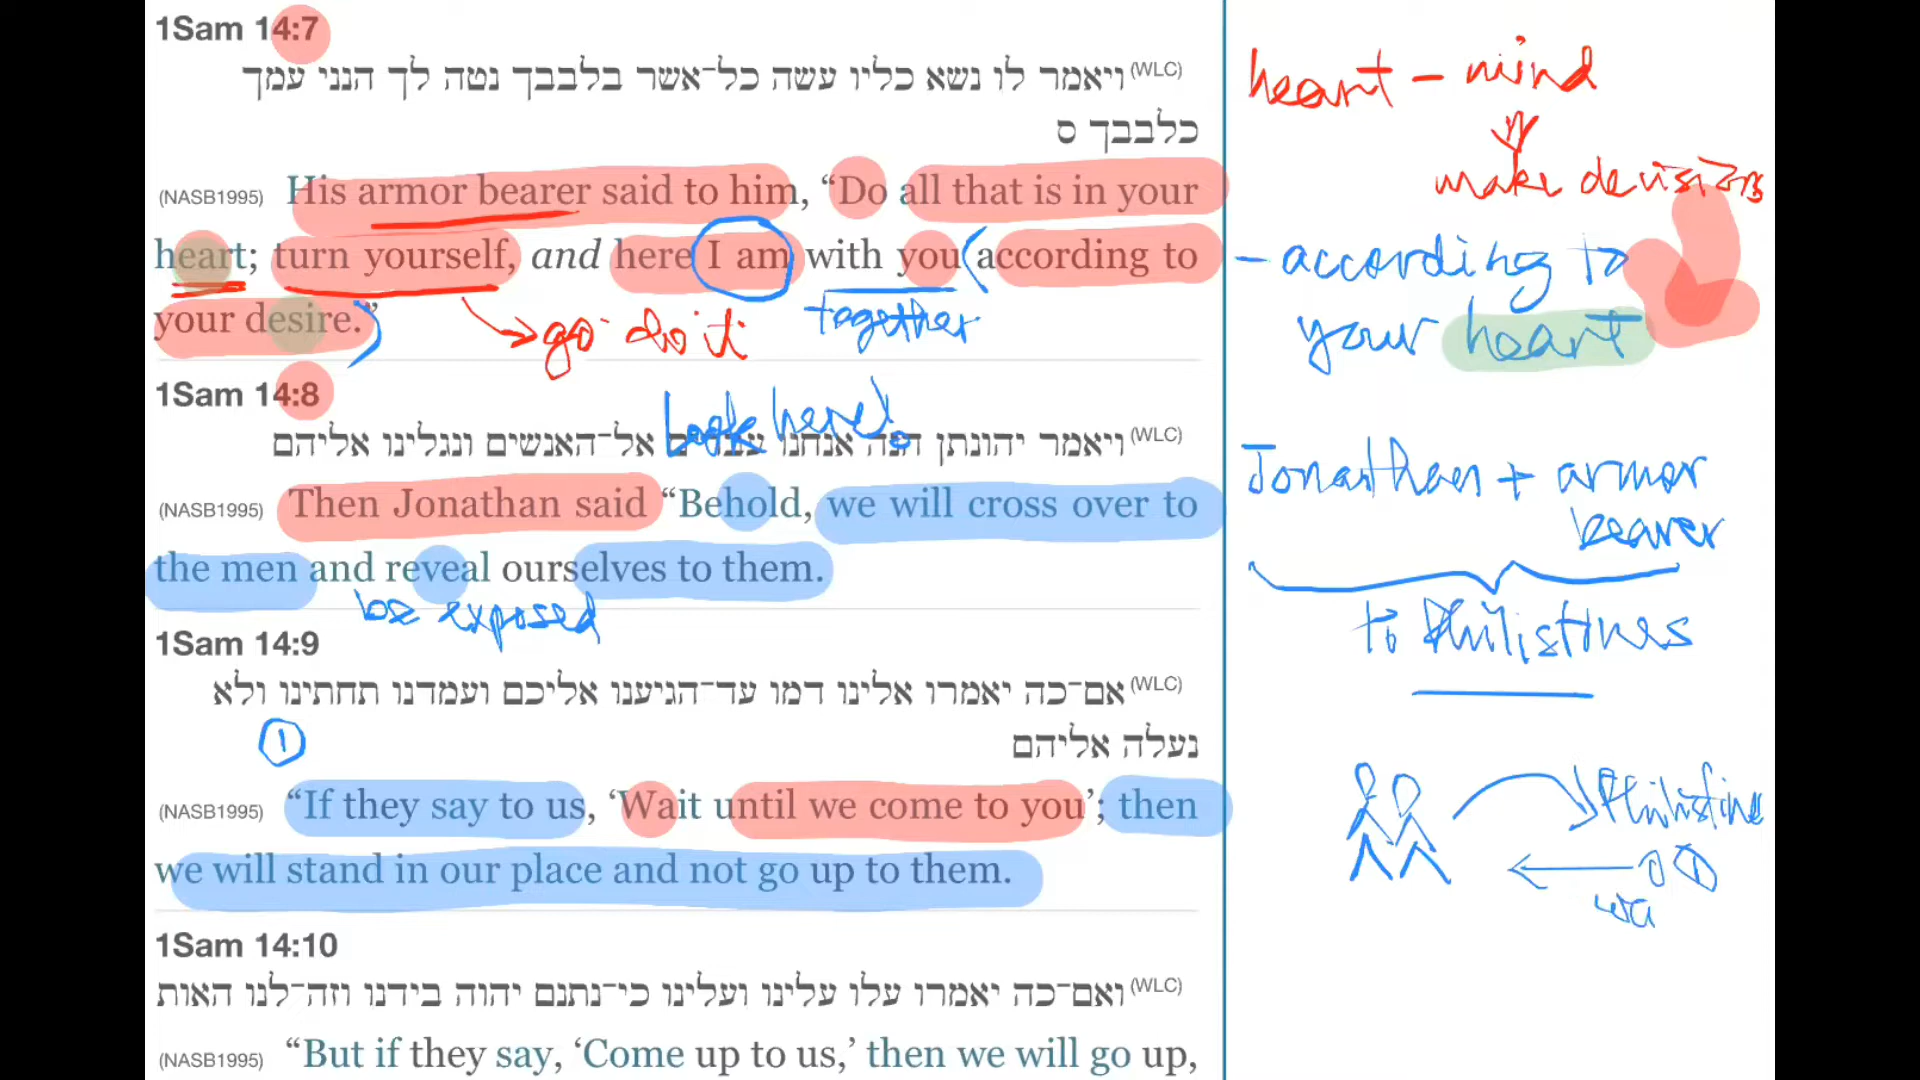 1Sam 14:7
ויאמר לו נשא כליו עשה כל־אשר בלבבך נטה לך הנני עמך (WLC)
כלבבך ס
(NASB1995) His armor bearer said to him, “Do all that is in your
heart; turn yourself, and here I am with you according to
your desire.”
go do it
together
1Sam 14:8
Look here!
ויאמר יהונתן הנה אנחנו עברים אל־האנשים ונגלינו אליהם (WLC)
(NASB1995) Then Jonathan said “Behold, we will cross over to
the men and reveal ourselves to them.
be exposed
1Sam 14:9
אם־כה יאמרו אלינו דמו עד־הגיענו אליכם ועמדנו תחתינו ולא (WLC)
1
נעלה אליהם
(NASB1995) “If they say to us, ‘Wait until we come to you’; then
we will stand in our place and not go up to them.
1Sam 14:10
ואם־כה יאמרו עלו עלינו ועלינו כי־נתנם יהוה בידנו וזה־לנו האות (WLC)
(NASB1995) “But if they say, ‘Come up to us,’ then we will go up,
heart – mind
make decisions
– according to
your heart
Jonathan + armor
bearer
to Philistines
Philistine
1
wa